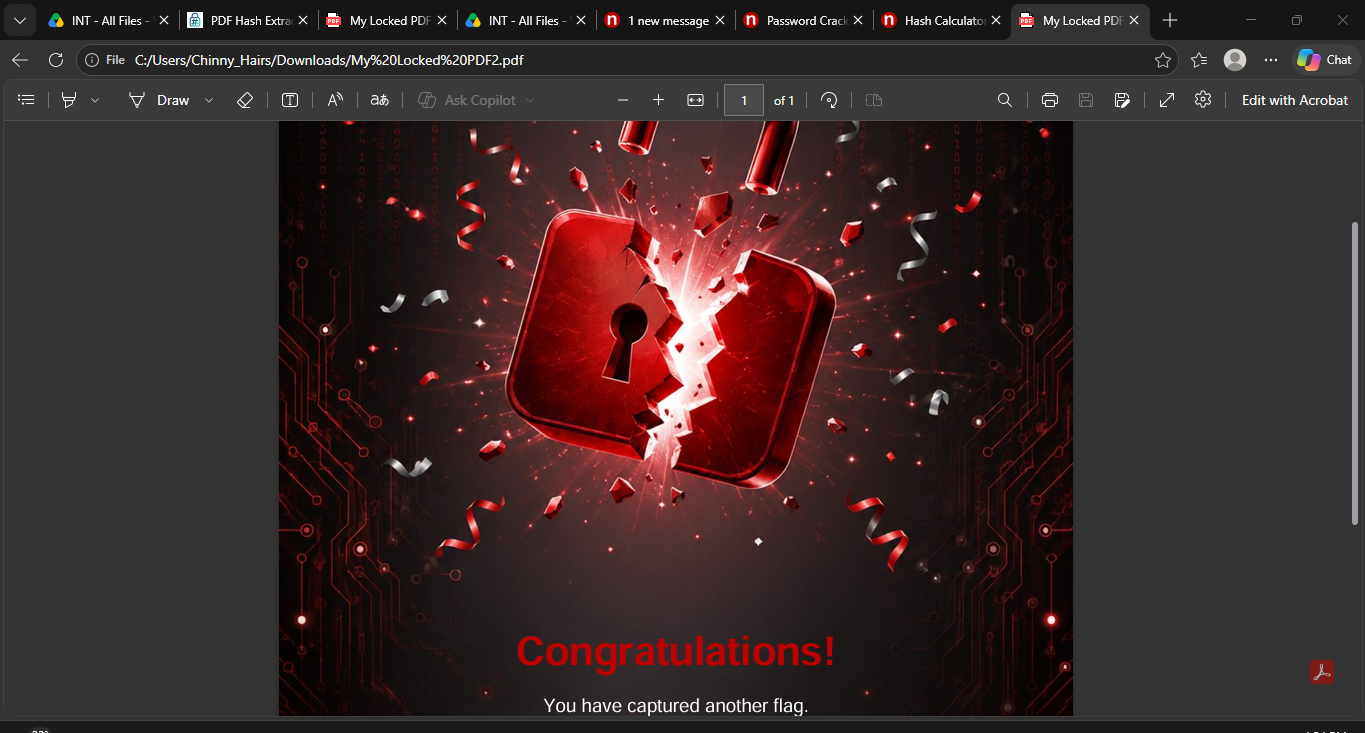 INT - All Files -
PDF Hash Extrac
My Locked PDF
INT - All Files -
1 new message
Password Crack
Hash Calculator
My Locked PDF
File C:/Users/Chinny_Hairs/Downloads/My%20Locked%20PDF2.pdf
Chat
Draw
Ask Copilot
1 of 1
Edit with Acrobat
Congratulations!
You have captured another flag.